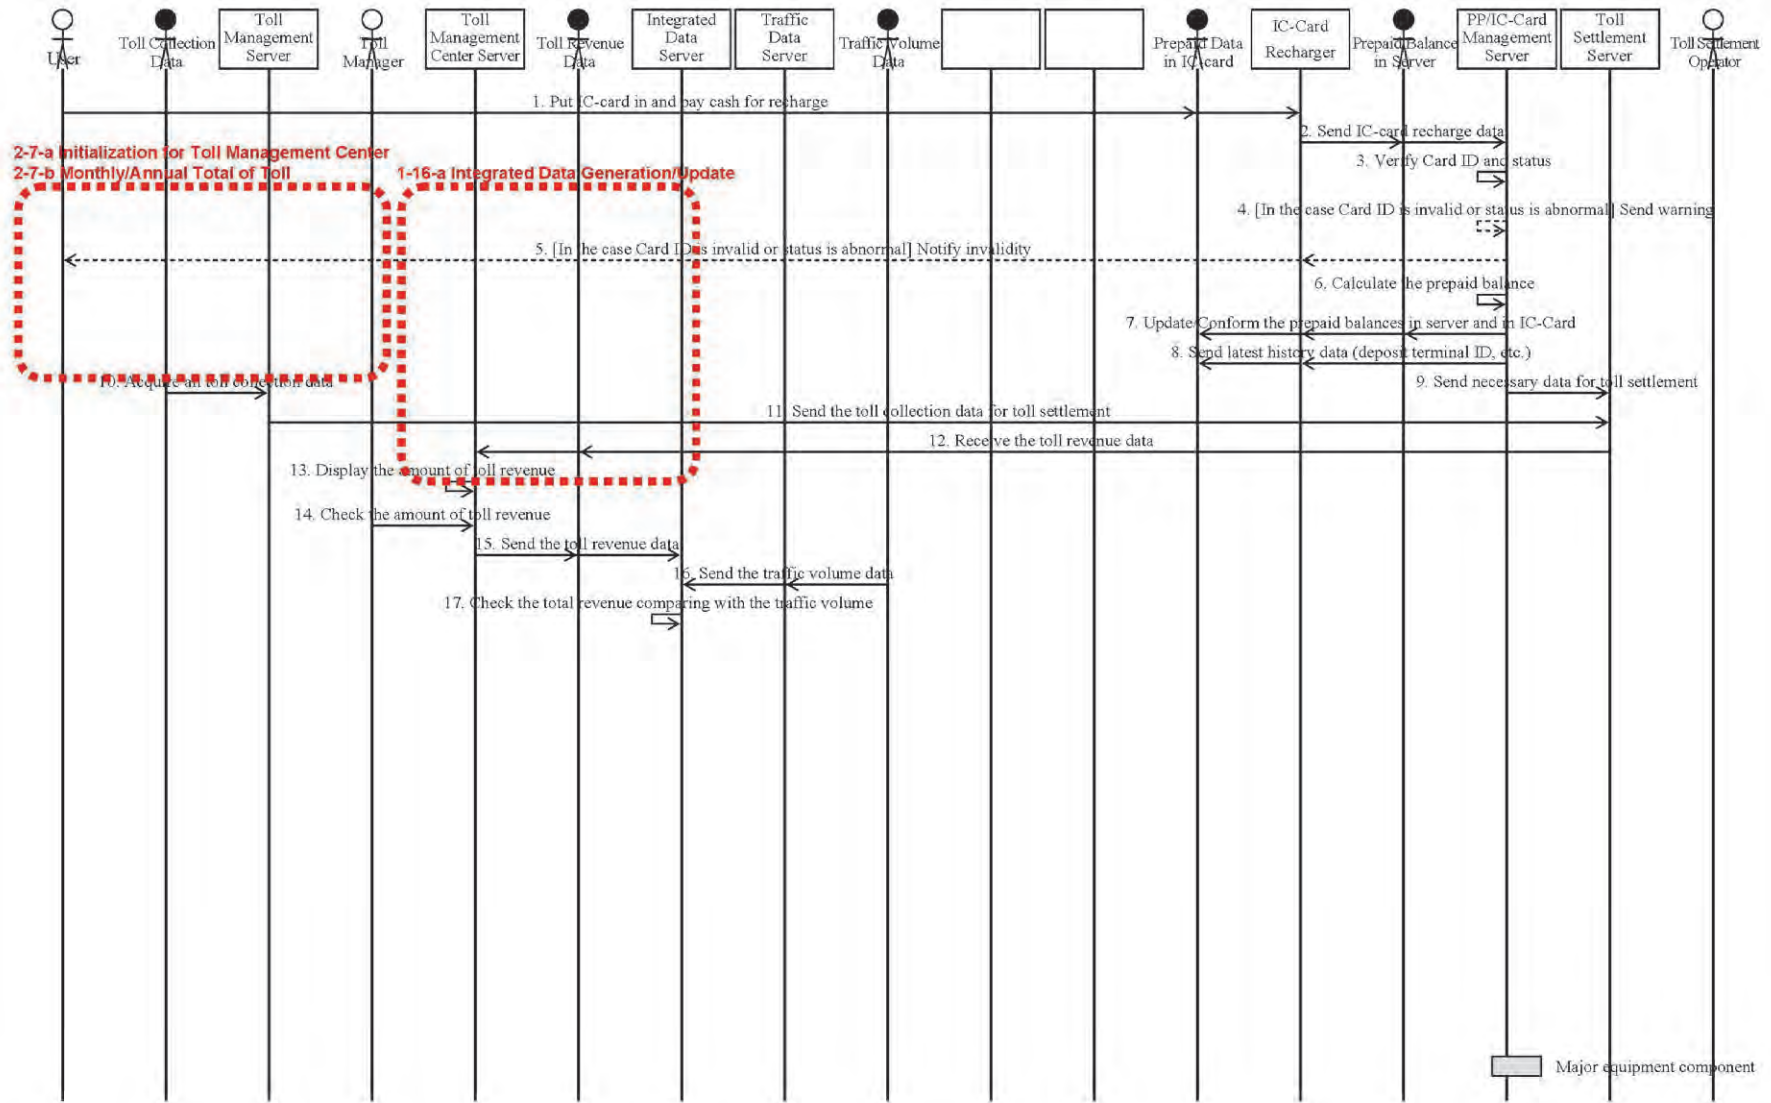 User
Toll Collection
Data
Toll
Management
Server
Toll
Manager
Toll
Management
Center Server
Toll Revenue
Data
Integrated
Data
Server
Traffic
Data
Server
Traffic Volume
Data
Prepaid Data
in IC-card
IC-Card
Recharger
Prepaid Balance
in Server
PP/IC-Card
Management
Server
Toll
Settlement
Server
Toll Settlement
Operator
1. Put IC-card in and pay cash for recharge
2. Send IC-card recharge data
2-7-a Initialization for Toll Management Center
2-7-b Monthly/Annual Total of Toll
1-16-a Integrated Data Generation/Update
3. Verify Card ID and status
4. [In the case Card ID is invalid or status is abnormal] Send warning
5. [In the case Card ID is invalid or status is abnormal] Notify invalidity
6. Calculate the prepaid balance
7. Update/Conform the prepaid balances in server and in IC-Card
8. Send latest history data (deposit terminal ID, etc.)
9. Send necessary data for toll settlement
10. Acquire all toll collection data
11. Send the toll collection data for toll settlement
12. Receive the toll revenue data
13. Display the amount of toll revenue
14. Check the amount of toll revenue
15. Send the toll revenue data
16. Send the traffic volume data
17. Check the total revenue comparing with the traffic volume
Major equipment component